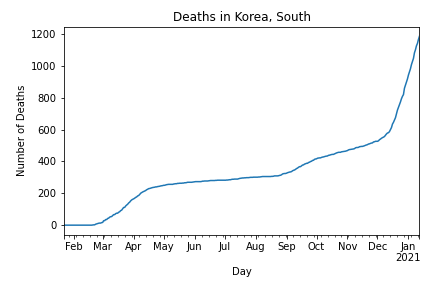 Deaths in Korea, South
Number of Deaths
1200
1000
800
600
400
200
0
Feb Mar Apr May Jun Jul Aug Sep Oct Nov Dec Jan
2021
Day